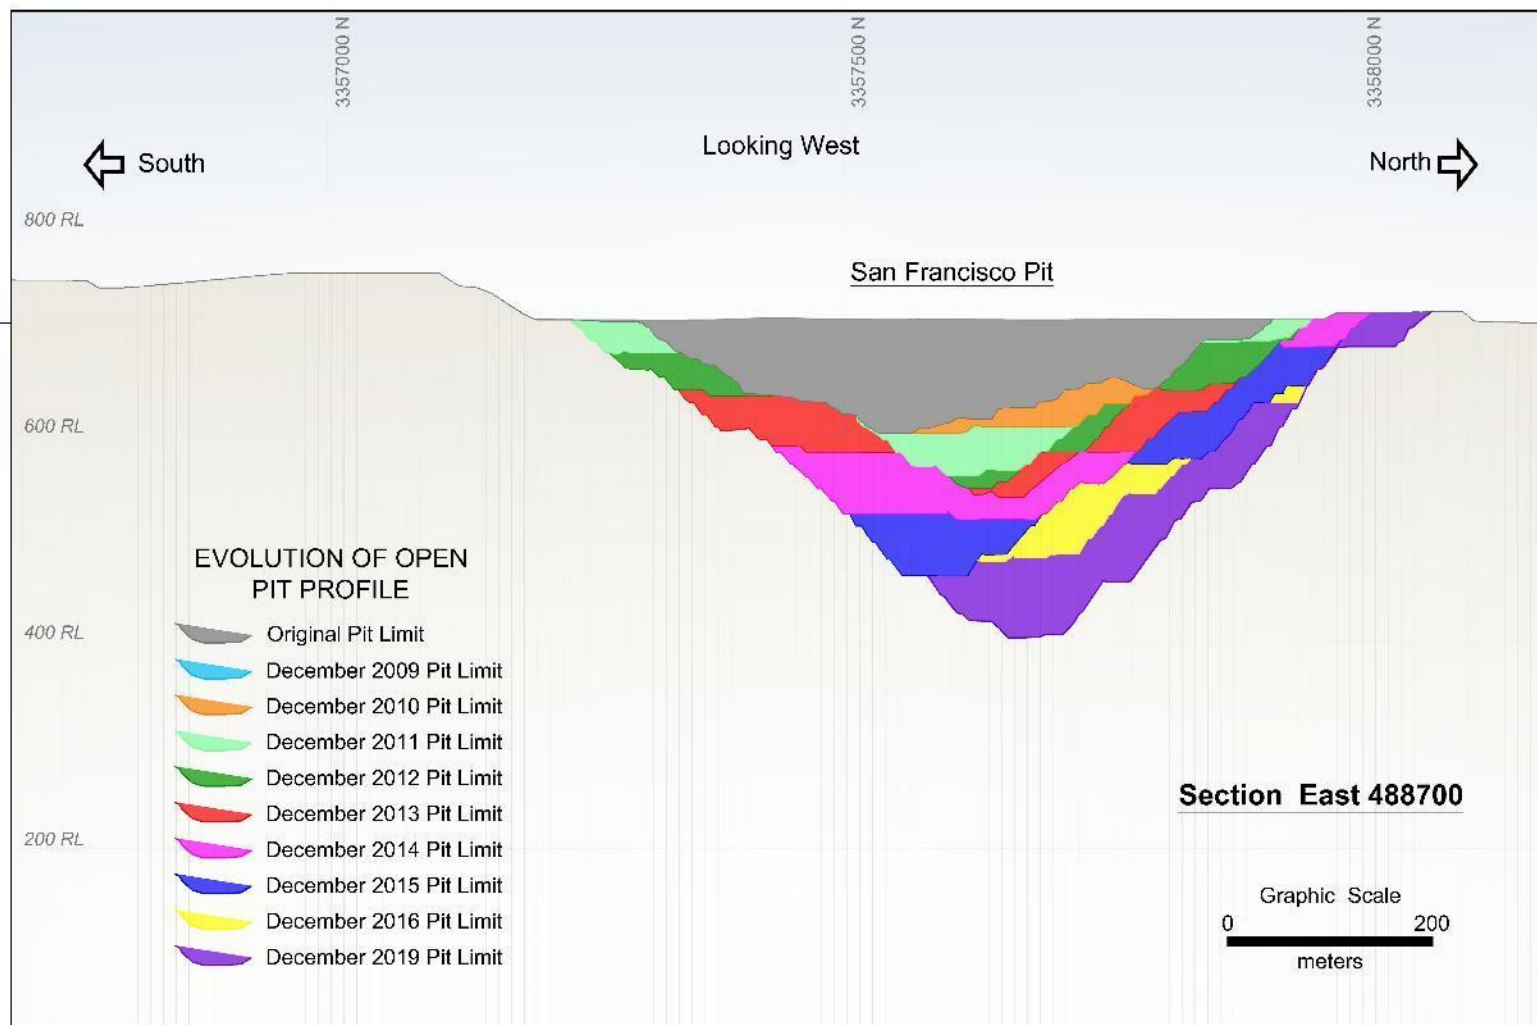 3357000 N
3357500 N
3358000 N
South
Looking West
North
800 RL
San Francisco Pit
600 RL
EVOLUTION OF OPEN
PIT PROFILE
400 RL
Original Pit Limit
December 2009 Pit Limit
December 2010 Pit Limit
December 2011 Pit Limit
December 2012 Pit Limit
December 2013 Pit Limit
December 2014 Pit Limit
200 RL
December 2015 Pit Limit
December 2016 Pit Limit
December 2019 Pit Limit
Section East 488700
Graphic Scale
0 200
meters